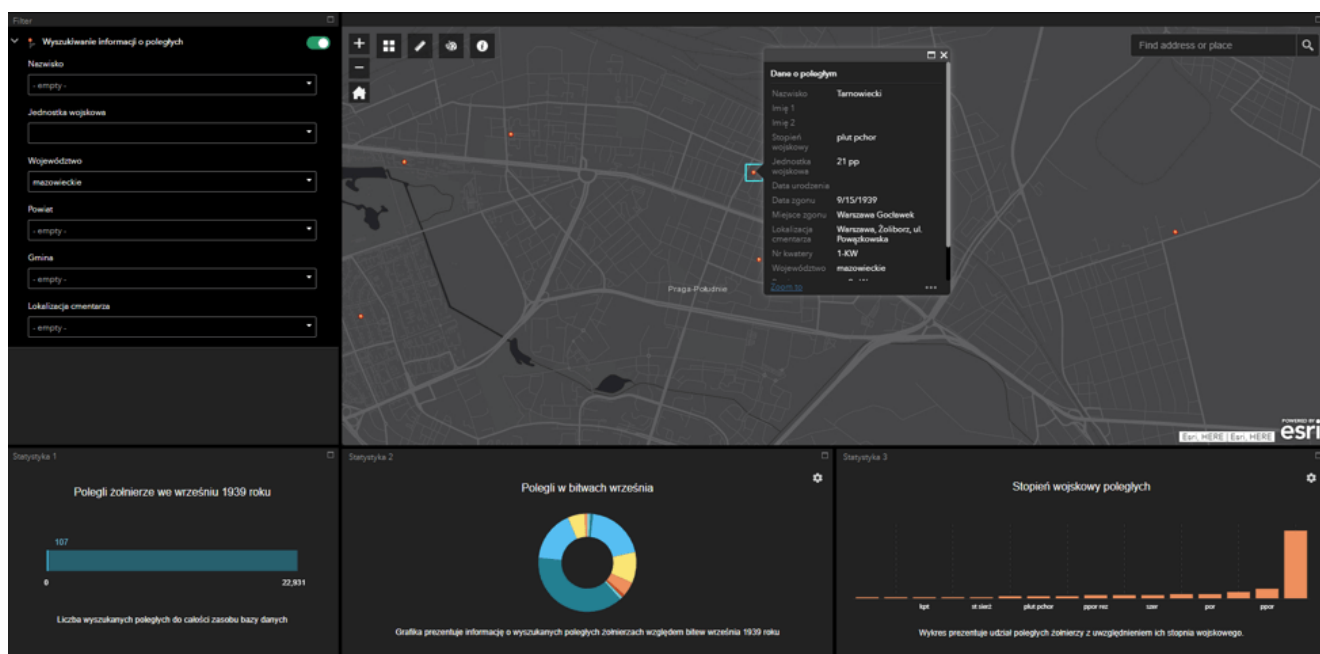 Filter
Wyszukiwanie informacji o poległych
Nazwisko
- empty -
Jednostka wojskowa
Województwo
mazowieckie
Powiat
- empty -
Gmina
- empty -
Lokalizacja cmentarza
- empty -
Find address or place
Dane o poległym
Nazwisko Tarnowiecki
Imię 1
Imię 2
Stopień wojskowy plut pchor
Jednostka wojskowa 21 pp
Data urodzenia
Data zgonu 9/15/1939
Miejsce zgonu Warszawa Gocławek
Lokalizacja cmentarza Warszawa, Żoliborz, ul. Powązkowska
Nr kwatery 1-KW
Województwo mazowieckie
Zoom to
Praga-Południe
POWERED BY
esri
Esri, HERE | Esri, HERE
Statystyka 1
Polegli żołnierze we wrześniu 1939 roku
107
0 22,931
Liczba wyszukanych poległych do całości zasobu bazy danych
Statystyka 2
Polegli w bitwach września
Grafika prezentuje informację o wyszukanych poległych żołnierzach względem bitew września 1939 roku
Statystyka 3
Stopień wojskowy poległych
kpt st sierż plut pchor ppor rez szer por ppor
Wykres prezentuje udział poległych żołnierzy z uwzględnieniem ich stopnia wojskowego.